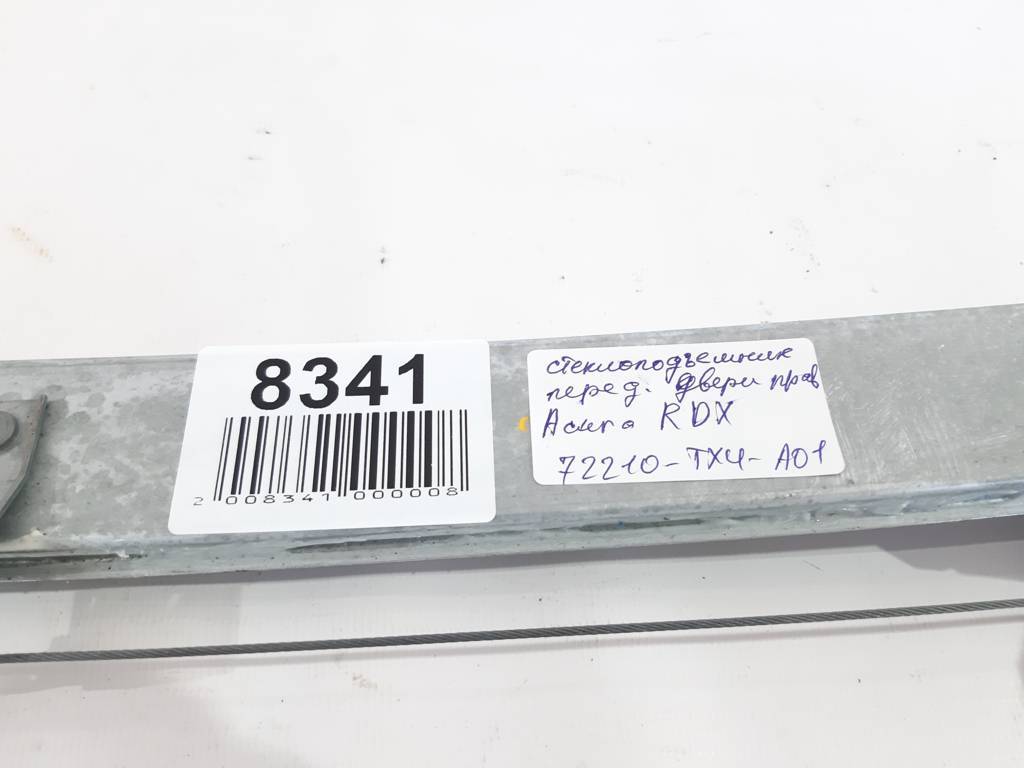 8341
2 008341 000008
стеклоподъемник
перед. двери прав
Acura RDX
72210-TX4-A01